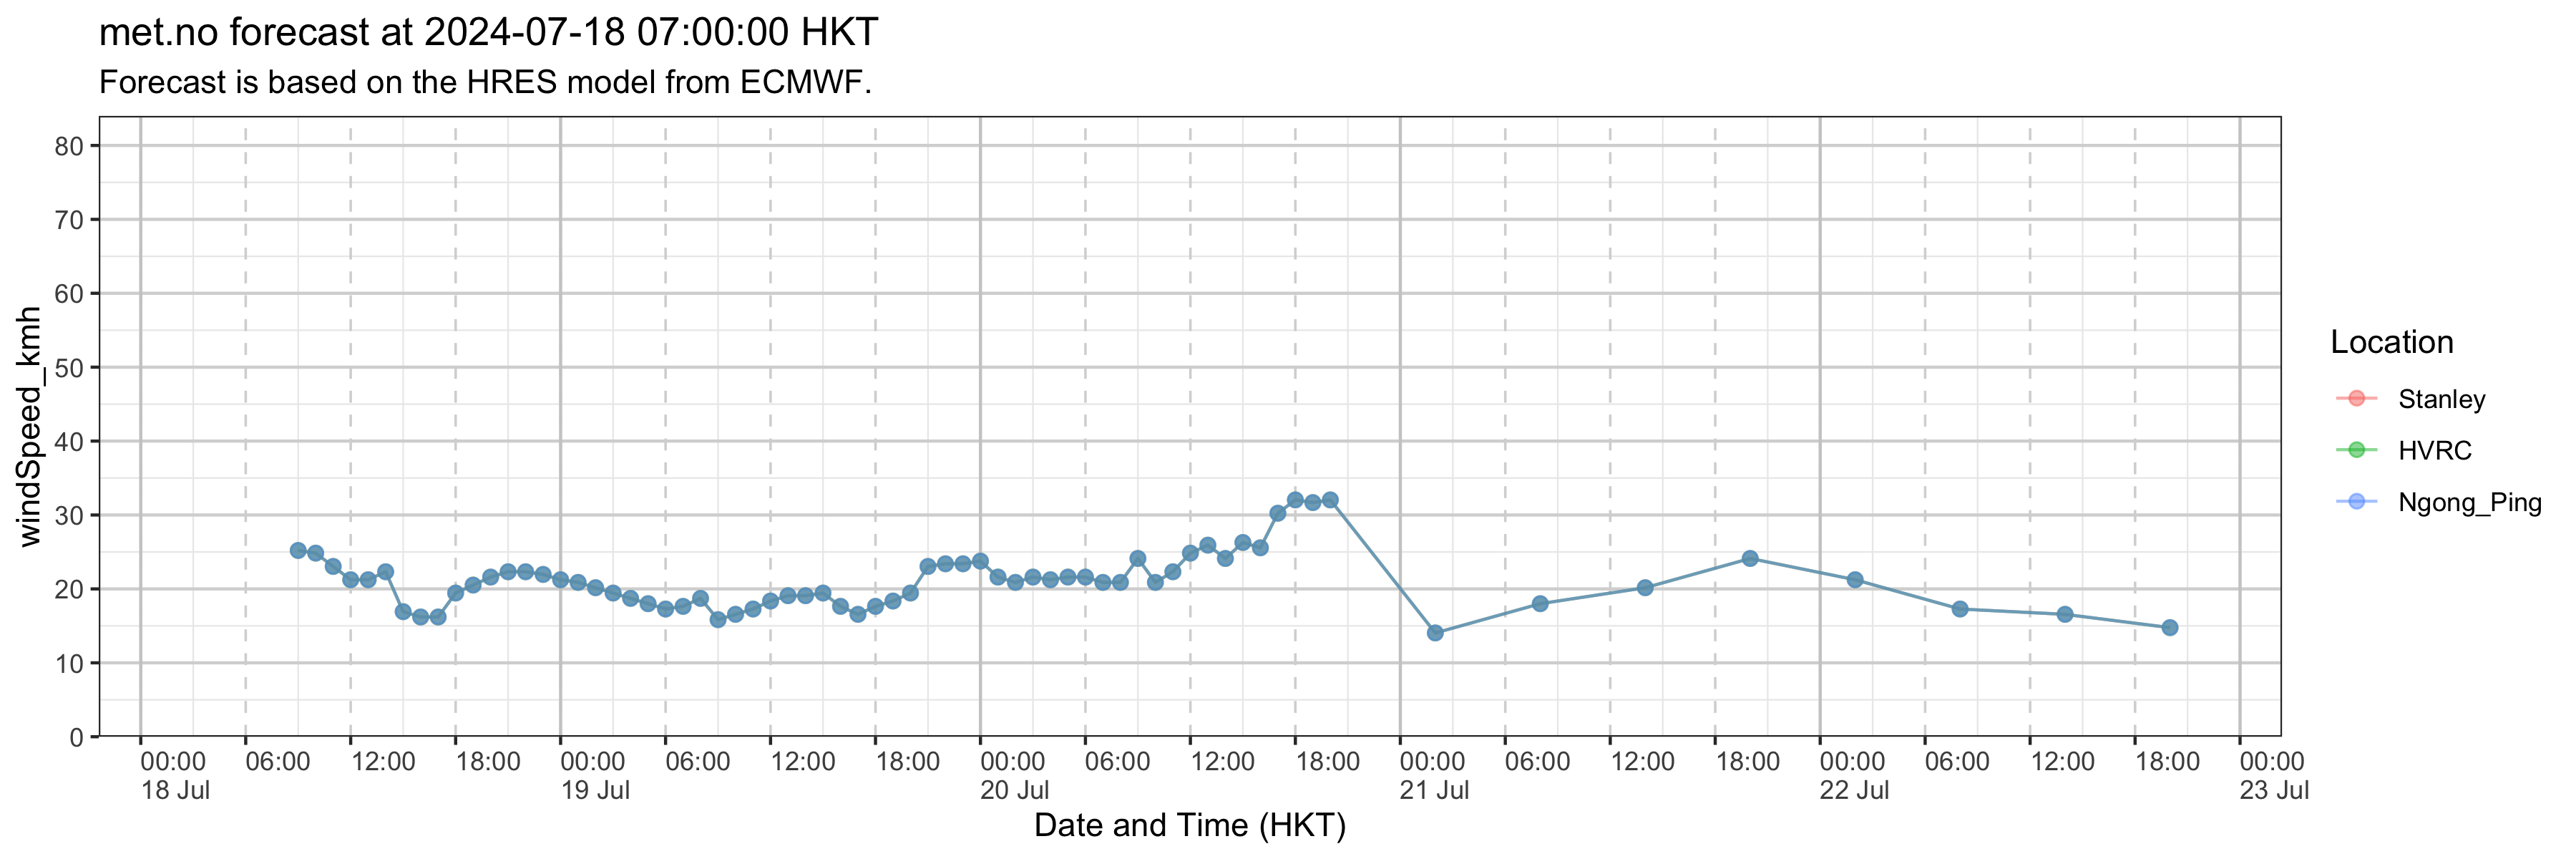 met.no forecast at 2024-07-18 07:00:00 HKT
Forecast is based on the HRES model from ECMWF.
windSpeed_kmh
80
70
60
50
40
30
20
10
0
00:00 06:00 12:00 18:00 00:00 06:00 12:00 18:00 00:00 06:00 12:00 18:00 00:00 06:00 12:00 18:00 00:00 06:00 12:00 18:00 00:00
18 Jul 19 Jul 20 Jul 21 Jul 22 Jul 23 Jul
Date and Time (HKT)
Location
Stanley
HVRC
Ngong_Ping